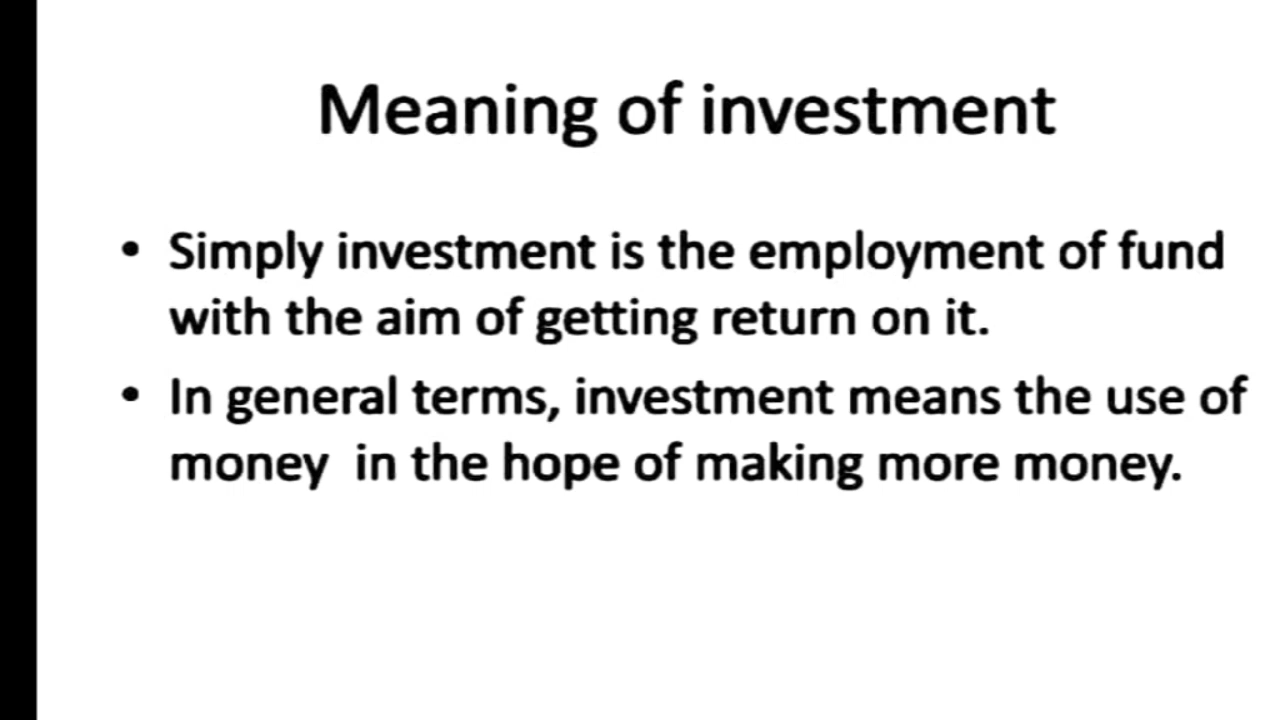 Meaning of investment
• Simply investment is the employment of fund
with the aim of getting return on it.
• In general terms, investment means the use of
money  in the hope of making more money.